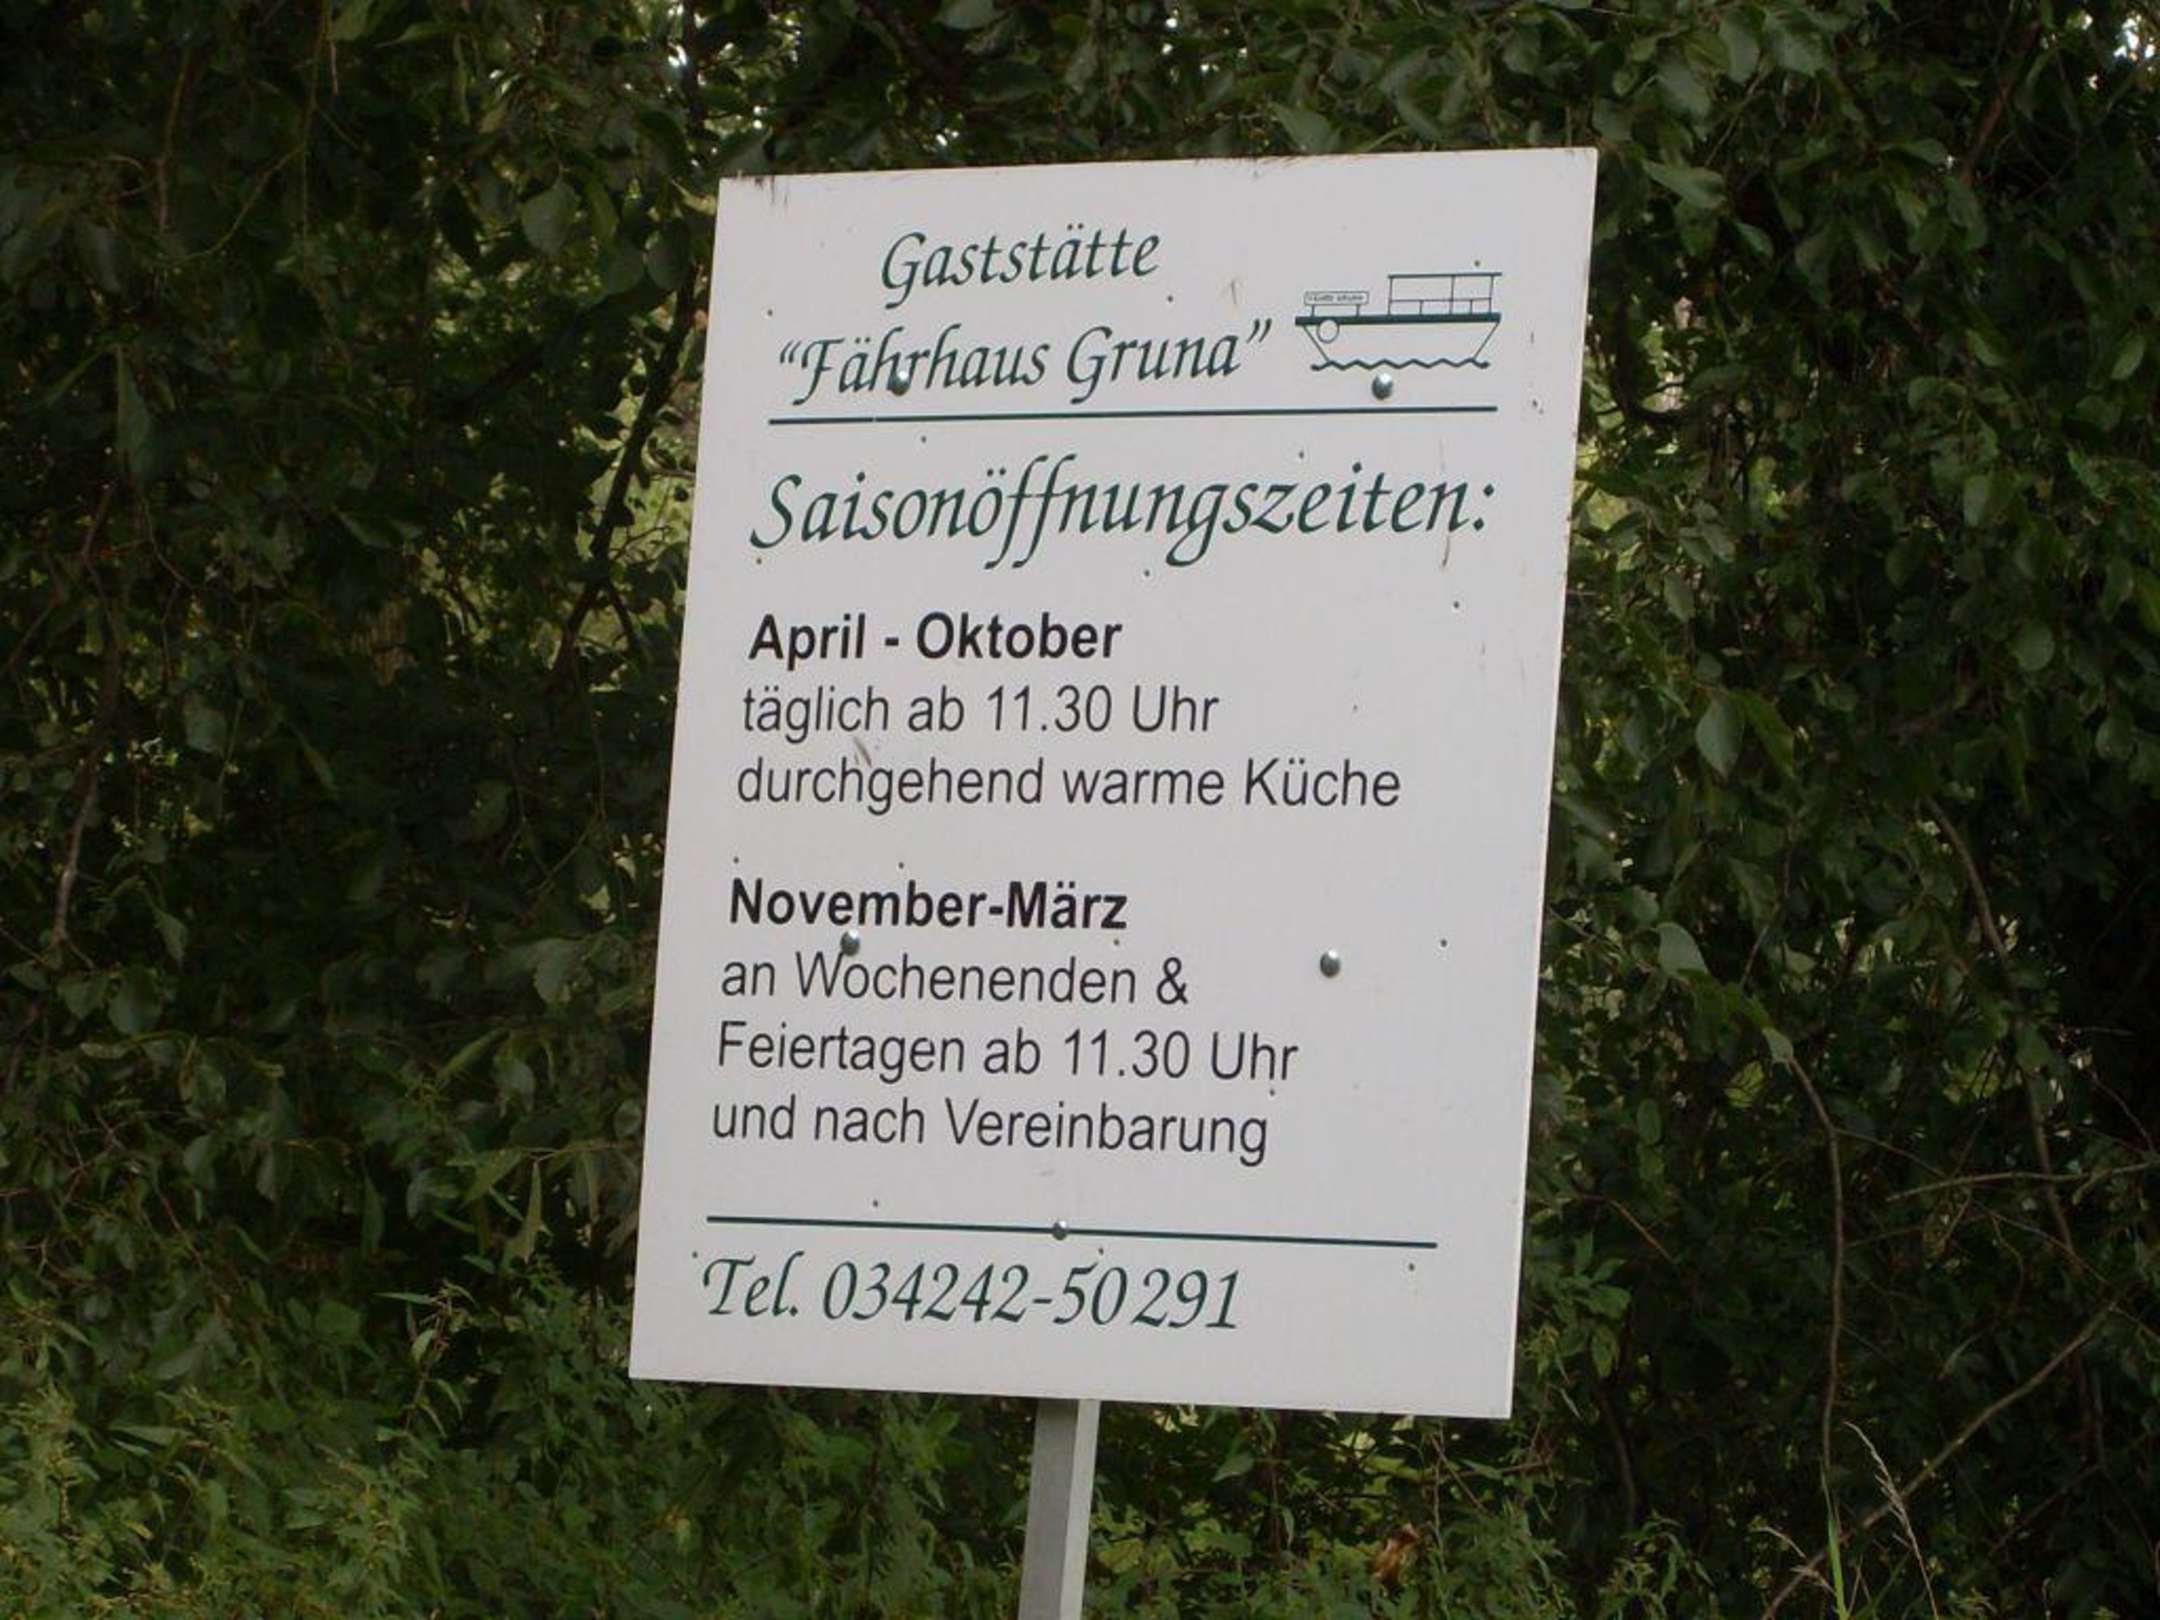 Gaststätte
“Fährhaus Gruna”
Saisonöffnungszeiten:
April - Oktober
täglich ab 11.30 Uhr
durchgehend warme Küche
November-März
an Wochenenden &
Feiertagen ab 11.30 Uhr
und nach Vereinbarung
Tel. 034242-50291